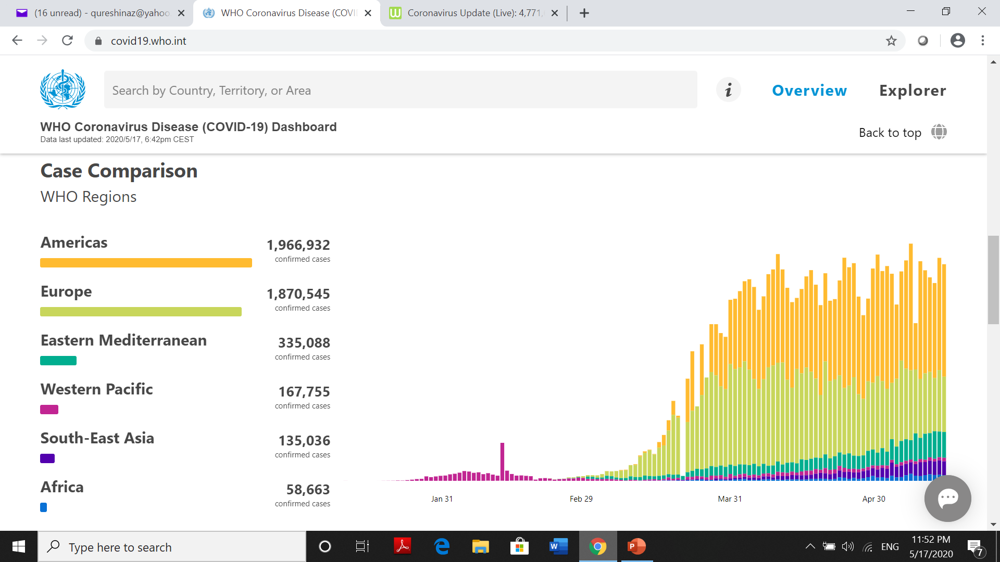 (16 unread) - qureshinaz@yahoo
WHO Coronavirus Disease (COVI
Coronavirus Update (Live): 4,771,
covid19.who.int
Search by Country, Territory, or Area
i
Overview
Explorer
WHO Coronavirus Disease (COVID-19) Dashboard
Data last updated: 2020/5/17, 6:42pm CEST
Back to top
Case Comparison
WHO Regions
Americas
1,966,932
confirmed cases
Europe
1,870,545
confirmed cases
Eastern Mediterranean
335,088
confirmed cases
Western Pacific
167,755
confirmed cases
South-East Asia
135,036
confirmed cases
Africa
58,663
confirmed cases
Jan 31
Feb 29
Mar 31
Apr 30
Type here to search
ENG
11:52 PM
5/17/2020
7